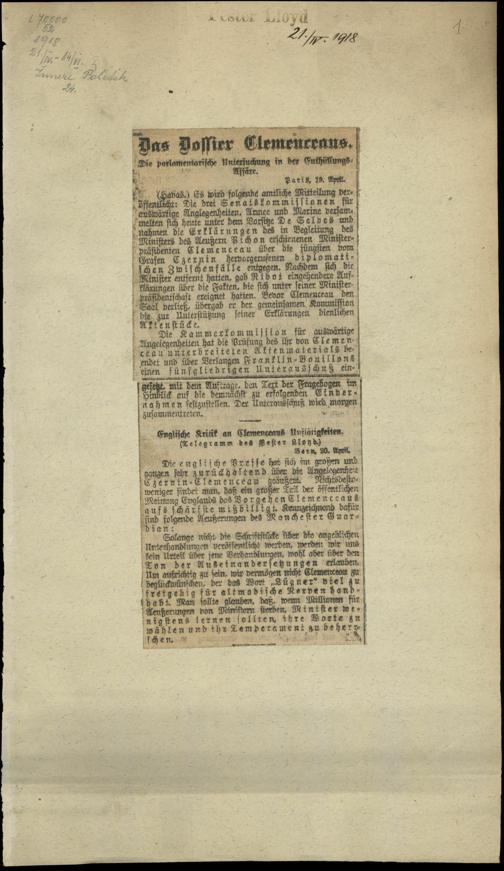 Pester Lloyd
21./IV. 1918.
1
L 70000
52
1918
21/IV - 14/VI
Innere Politik
24.
Das Dossier Clemenceaus.
Die parlamentarische Untersuchung in der Enthüllungs-
Affäre.
Paris, 19. April.
(Havas.) Es wird folgende amtliche Mitteilung ver-
öffentlicht: Die drei Senatskommissionen für
auswärtige Angelegenheiten, Armee und Marine versam-
melten sich heute unter dem Vorsitze De Selves und
nahmen die Erklärungen des in Begleitung des
Ministers des Aeußern Pichon erschienenen Minister-
präsidenten Clemenceau über die jüngsten vom
Grafen Czernin hervorgerufenen diplomati-
schen Zwischenfälle entgegen. Nachdem sich die
Minister entfernt hatten, gab Ribot eingehendere Auf-
klärungen über die Fakten, die sich unter seiner Minister-
präsidentschaft ereignet hatten. Bevor Clemenceau den
Saal verließ, übergab er der gemeinsamen Kommission
die zur Unterstützung seiner Erklärungen dienlichen
Aktenstücke.
Die Kammerkommission für auswärtige
Angelegenheiten hat die Prüfung des ihr von Clemen-
ceau unterbreiteten Aktenmaterials be-
endet und über Verlangen Franklin-Bouillons
einen fünfgliedrigen Unterausschuß ein-
gesetzt, mit dem Auftrage, den Text der Fragebogen im
Hinblick auf die demnächst zu erfolgenden Einver-
nahmen festzustellen. Der Unterausschuß wird morgen
zusammentreten.
Englische Kritik an Clemenceaus Unflätigkeiten.
(Telegramm des Pester Lloyd.)
Bern, 20. April.
Die englische Presse hat sich im großen und
ganzen sehr zurückhaltend über die Angelegenheit
Czernin-Clemenceau geäußert. Nichtsdesto-
weniger findet man, daß ein großer Teil der öffentlichen
Meinung Englands das Vorgehen Clemenceaus
aufs schärfste mißbilligt. Kennzeichnend dafür
sind folgende Aeußerungen des Manchester Guar-
dian:
Solange nicht die Schriftstücke über die angeblichen
Unterhandlungen veröffentlicht werden, werden wir uns
kein Urteil über jene Verhandlungen, wohl aber über den
Ton der Auseinandersetzungen erlauben.
Um aufrichtig zu sein, wir vermögen nicht Clemenceau zu
beglückwünschen, der das Wort „Lügner“ viel zu
freigebig für altmodische Nerven hand-
habt. Man sollte glauben, daß, wenn Millionen für
Aeußerungen von Ministern sterben, Minister we-
nigstens lernen sollten, ihre Worte zu
wählen und ihr Temperament zu beherr-
schen.